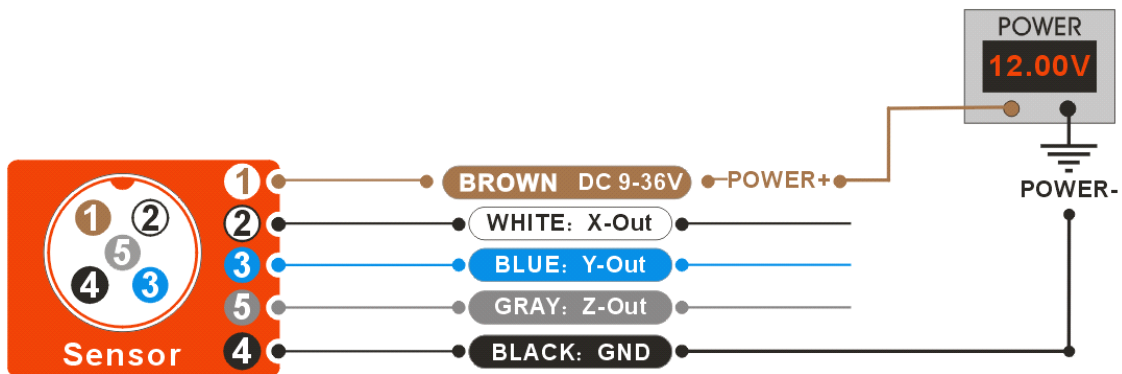 POWER
12.00V
1 BROWN DC 9-36V POWER+
POWER-
1 2 2 WHITE: X-Out
5 3 BLUE: Y-Out
4 3 5 GRAY: Z-Out
Sensor 4 BLACK: GND